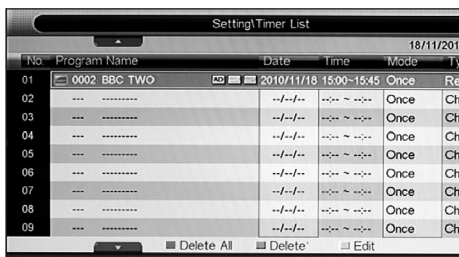 Setting\Timer List
18/11/201
No. Program Name Date Time Mode Ty
01 0002 BBC TWO AD 2010/11/18 15:00~15:45 Once Re
02 --- --------- --/--/-- --:-- ~ --:-- Once Ch
03 --- --------- --/--/-- --:-- ~ --:-- Once Ch
04 --- --------- --/--/-- --:-- ~ --:-- Once Ch
05 --- --------- --/--/-- --:-- ~ --:-- Once Ch
06 --- --------- --/--/-- --:-- ~ --:-- Once Ch
07 --- --------- --/--/-- --:-- ~ --:-- Once Ch
08 --- --------- --/--/-- --:-- ~ --:-- Once Ch
09 --- --------- --/--/-- --:-- ~ --:-- Once Ch
Delete All Delete Edit